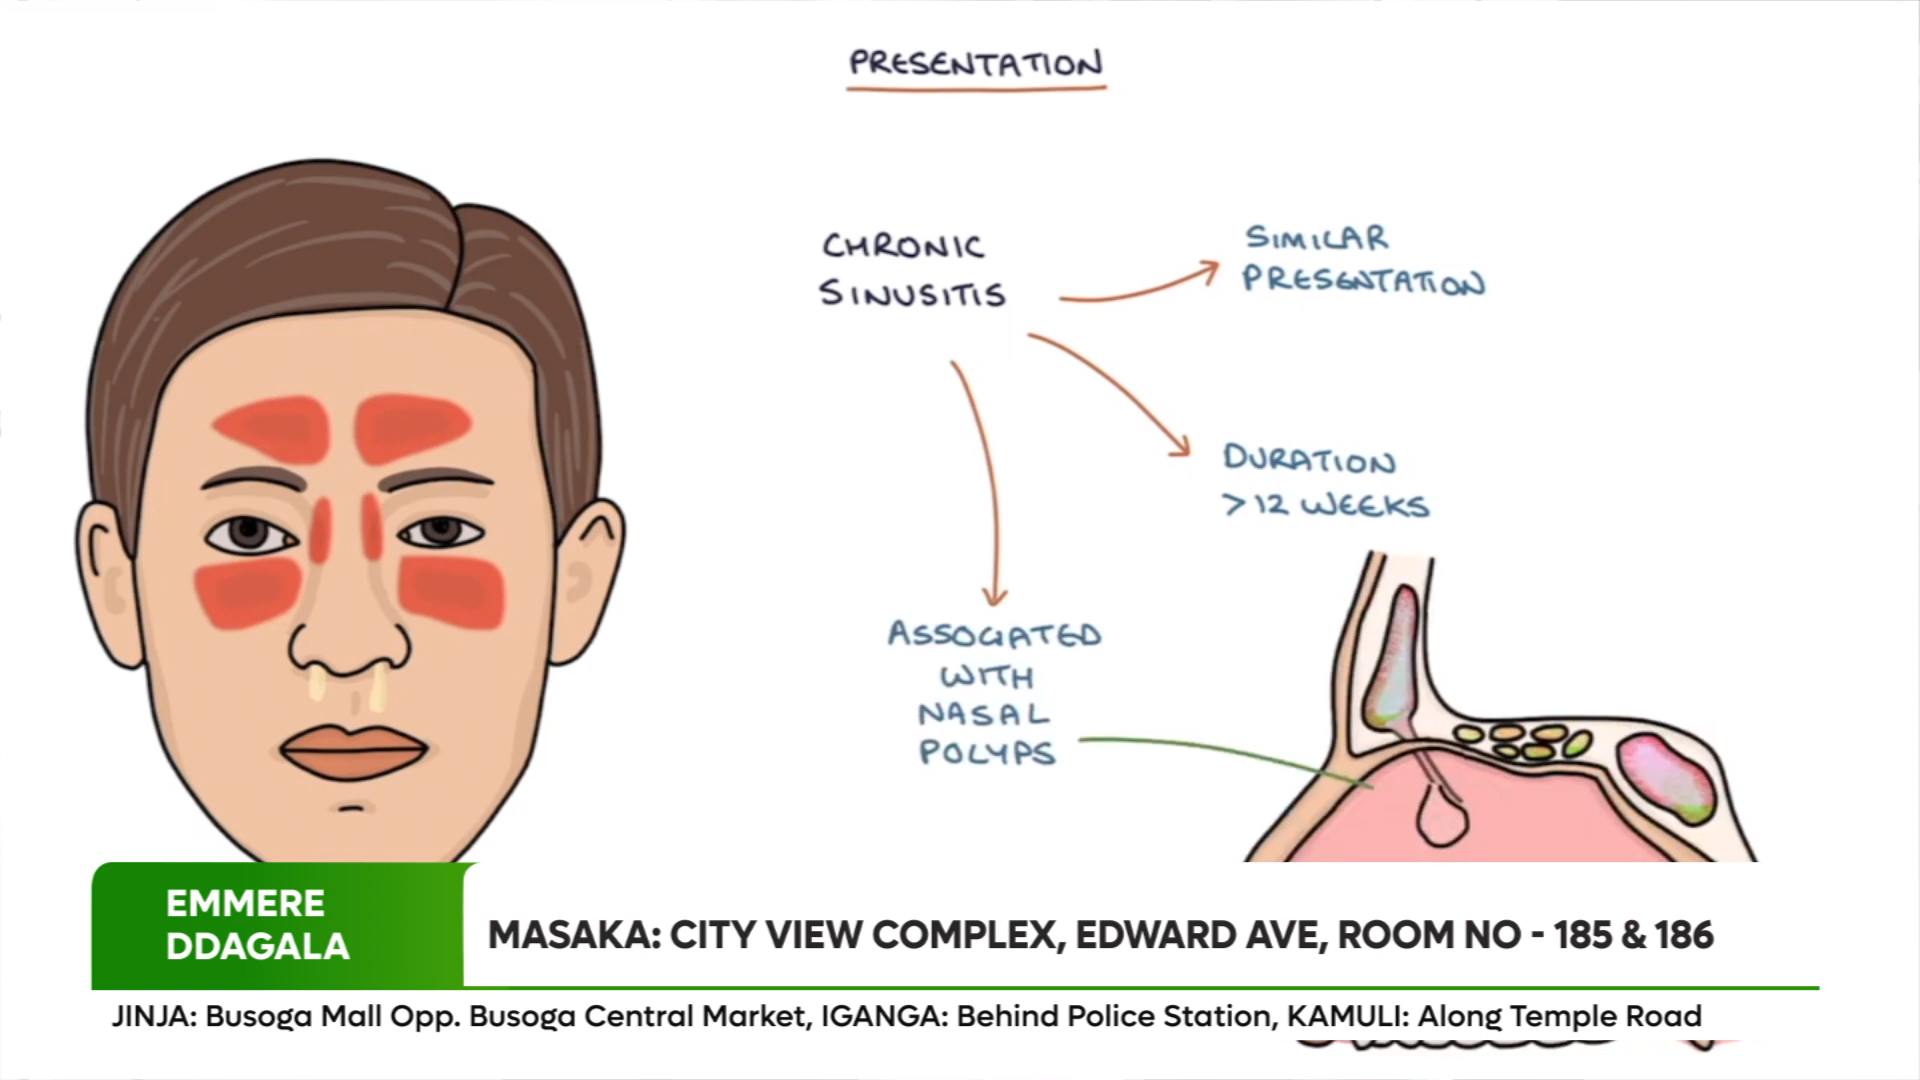 PRESENTATION
CHRONIC
SINUSITIS
SIMILAR
PRESENTATION
DURATION
>12 WEEKS
ASSOCIATED
WITH
NASAL
POLYPS
EMMERE
DDAGALA
MASAKA: CITY VIEW COMPLEX, EDWARD AVE, ROOM NO - 185 & 186
JINJA: Busoga Mall Opp. Busoga Central Market, IGANGA: Behind Police Station, KAMULI: Along Temple Road